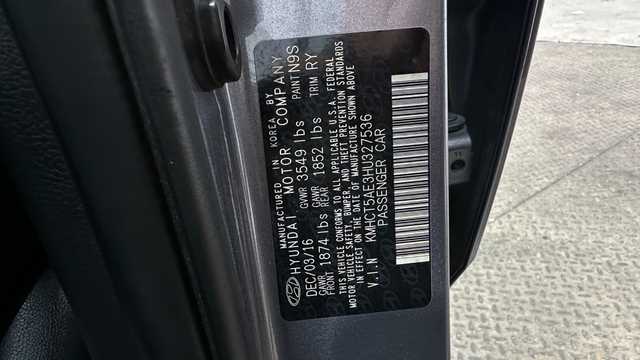 MANUFACTURED IN KOREA BY
HYUNDAI MOTOR COMPANY
DEC/03/16 GVWR 3549 lbs PAINT N9S
GAWR FRONT 1874 lbs GAWR REAR 1852 lbs TRIM RY
THIS VEHICLE CONFORMS TO ALL APPLICABLE U.S.A. FEDERAL
MOTOR VEHICLE SAFETY, BUMPER, AND THEFT PREVENTION STANDARDS
IN EFFECT ON THE DATE OF MANUFACTURE SHOWN ABOVE
V.I.N KMHCT5AE3HU327536
PASSENGER CAR